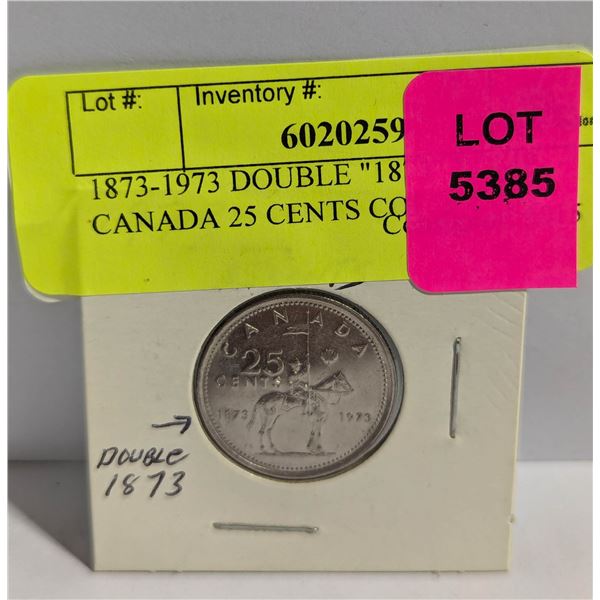 Lot #: Inventory #:
6020259
LOT
5385
1873-1973 DOUBLE "187
CANADA 25 CENTS CO
CANADA
25
CENTS
1873 1973
DOUBLE
1873